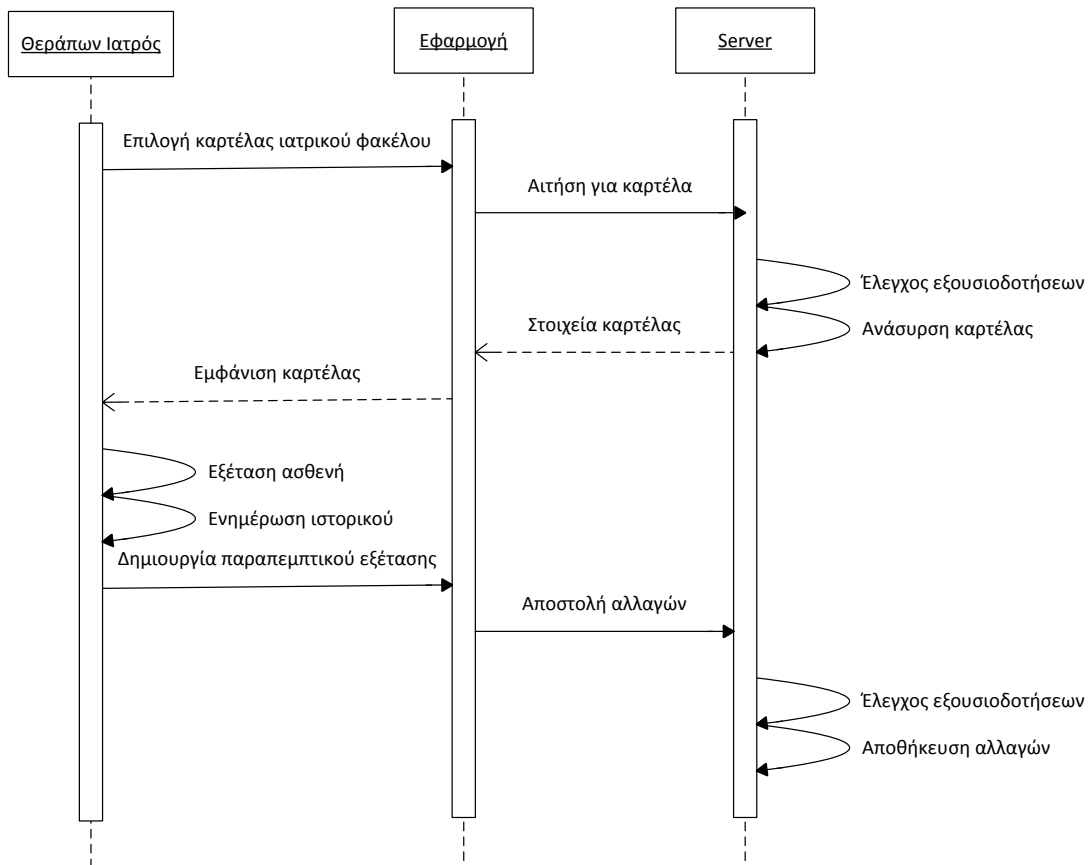 Θεράπων Ιατρός
Εφαρμογή
Server
Επιλογή καρτέλας ιατρικού φακέλου
Αιτήση για καρτέλα
Έλεγχος εξουσιοδοτήσεων
Στοιχεία καρτέλας
Ανάσυρση καρτέλας
Εμφάνιση καρτέλας
Εξέταση ασθενή
Ενημέρωση ιστορικού
Δημιουργία παραπεμπτικού εξέτασης
Αποστολή αλλαγών
Έλεγχος εξουσιοδοτήσεων
Αποθήκευση αλλαγών